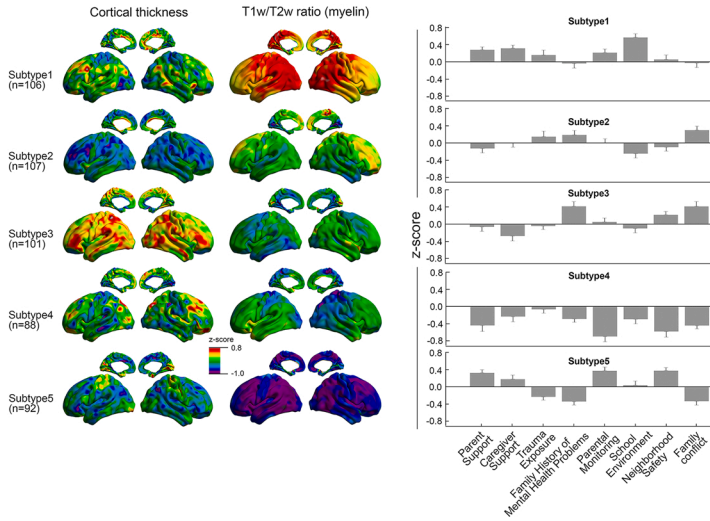 Cortical thickness
T1w/T2w ratio (myelin)
Subtype1
(n=106)
Subtype2
(n=107)
Subtype3
(n=101)
Subtype4
(n=88)
Subtype5
(n=92)
z-score
0.8
-1.0
z-score
Subtype1
0.8
0.4
0.0
-0.4
-0.8
Subtype2
0.8
0.4
0.0
-0.4
-0.8
Subtype3
0.8
0.4
0.0
-0.4
-0.8
Subtype4
0.8
0.4
0.0
-0.4
-0.8
Subtype5
0.8
0.4
0.0
-0.4
-0.8
Parent
Support
Caregiver
Support
Trauma
Exposure
Family History of
Mental Health Problems
Parental
Monitoring
School
Environment
Neighborhood
Safety
Family
conflict